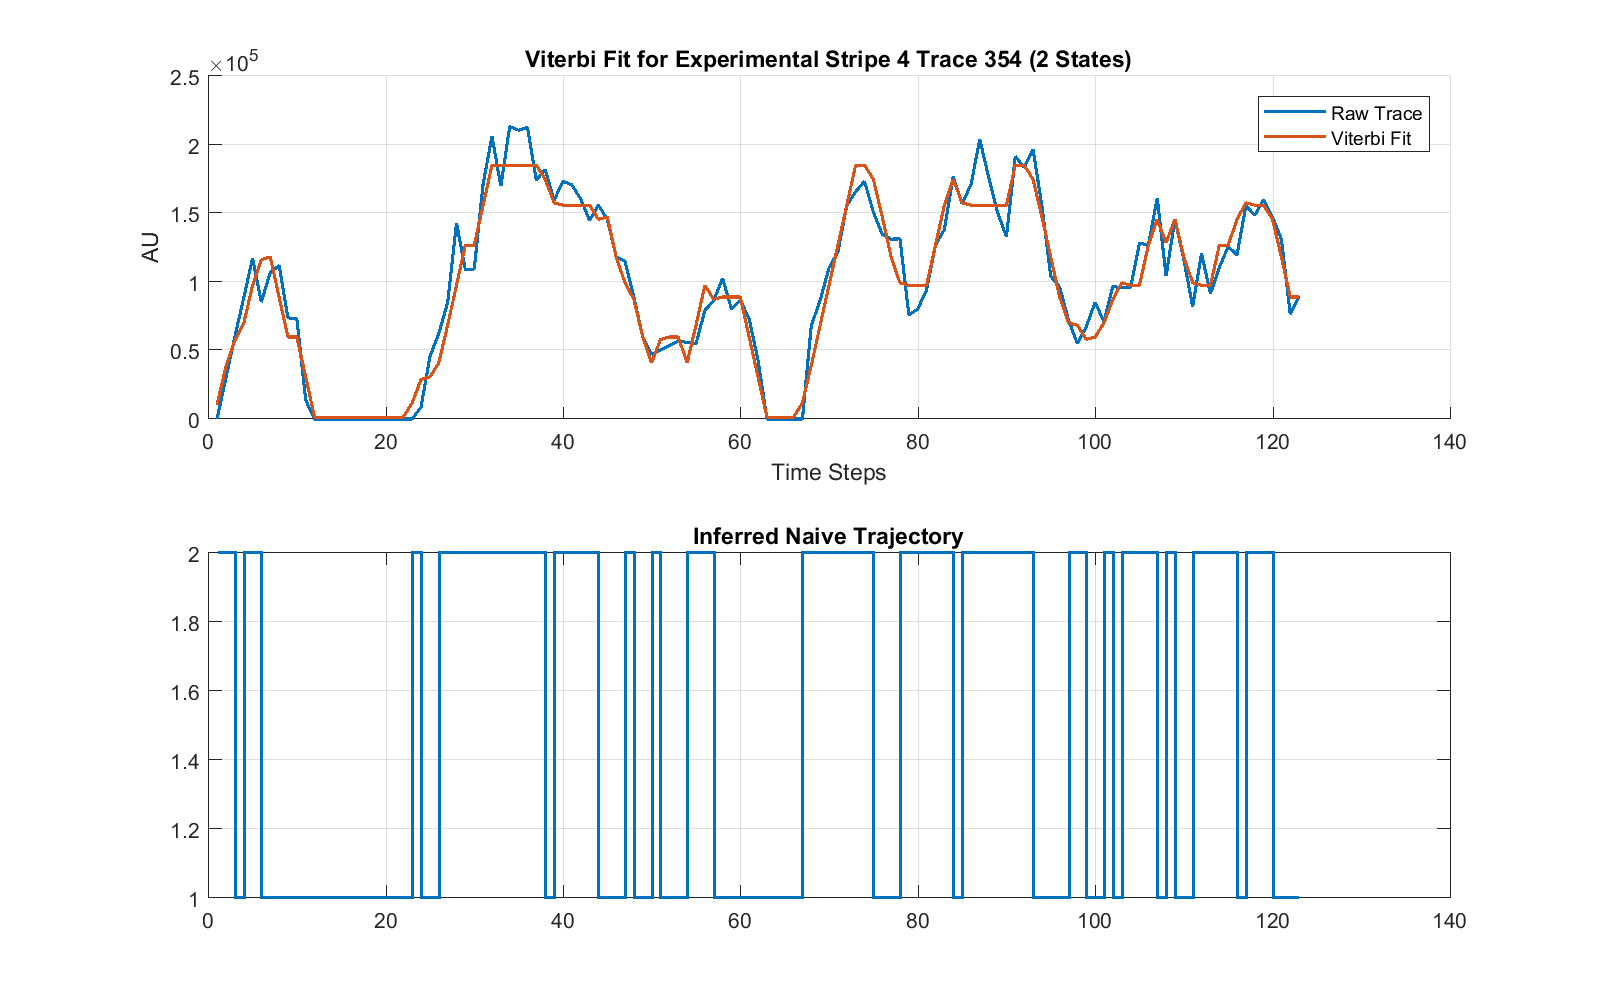 Viterbi Fit for Experimental Stripe 4 Trace 354 (2 States)
×10^5
2.5
2
1.5
1
0.5
0
AU
Raw Trace
Viterbi Fit
0 20 40 60 80 100 120 140
Time Steps
Inferred Naive Trajectory
2
1.8
1.6
1.4
1.2
1
0 20 40 60 80 100 120 140